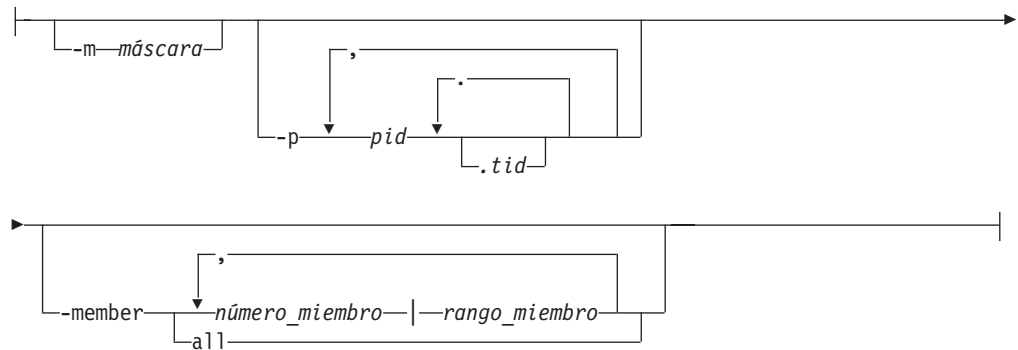 -m máscara
,
.
-p pid
.tid
,
-member número_miembro | rango_miembro
all